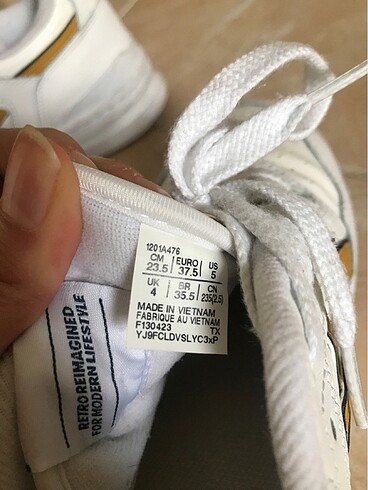 1201A476
CM EURO US
23.5 37.5 5
UK BR CN
4 35.5 235(2.5)
MADE IN VIETNAM
FABRIQUE AU VIETNAM
F130423 TX
YJ9FCLDVSLYC3xP
RETRO REIMAGINED
FOR MODERN LIFESTYLE